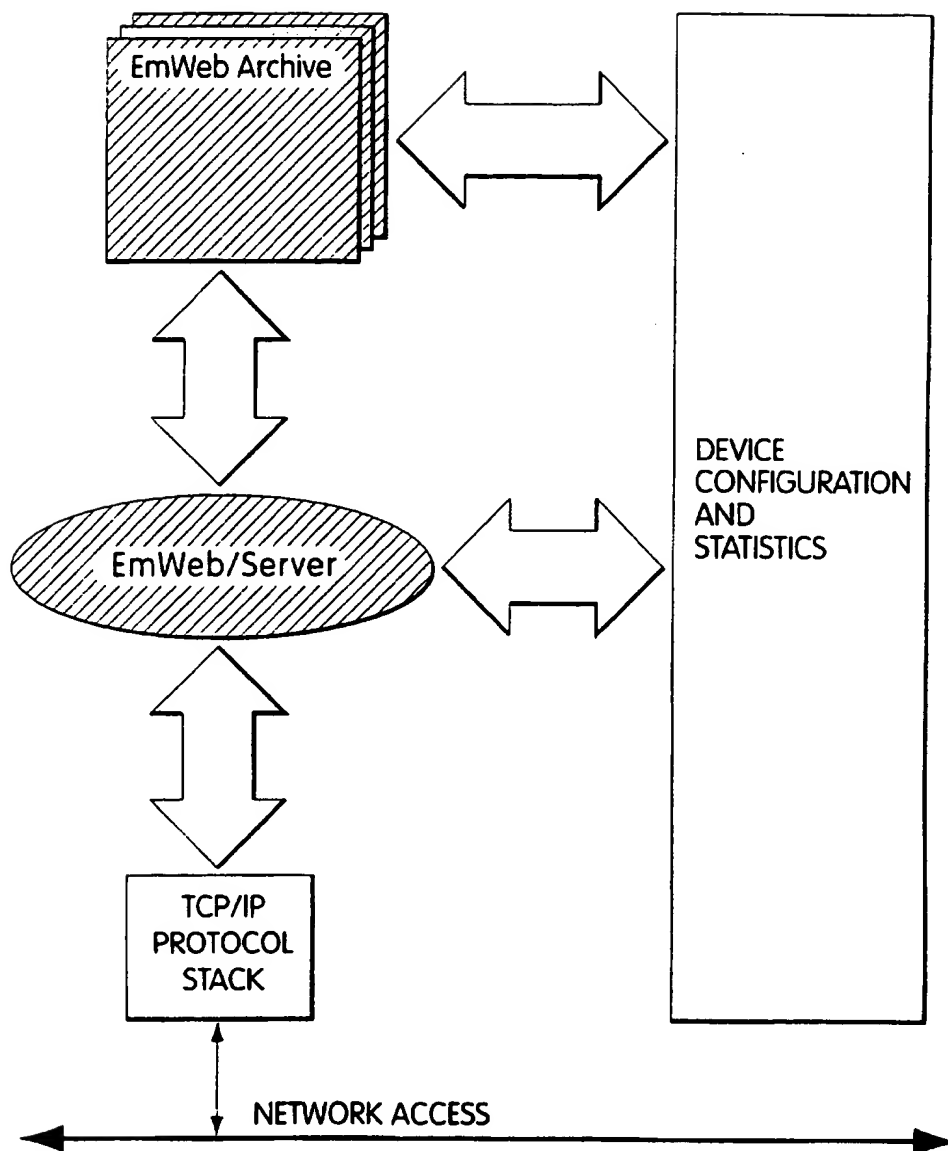 EmWeb Archive
EmWeb/Server
DEVICE
CONFIGURATION
AND
STATISTICS
TCP/IP
PROTOCOL
STACK
NETWORK ACCESS